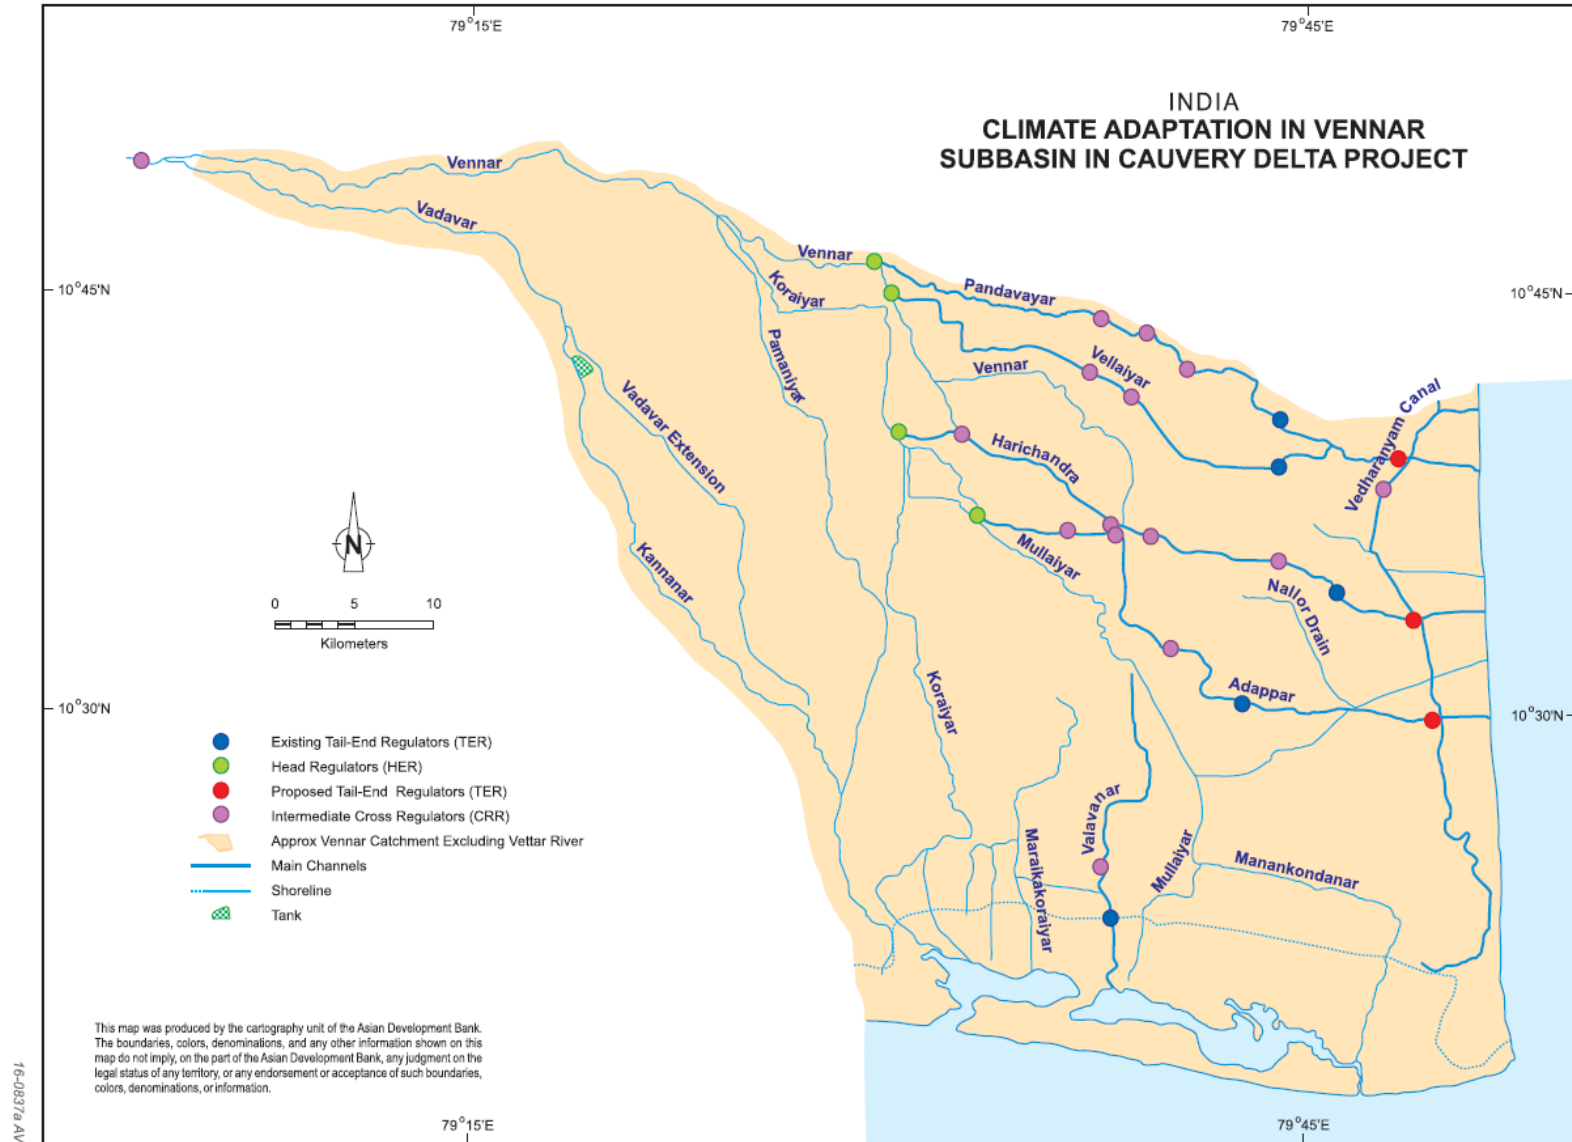 79°15'E
79°45'E
INDIA
CLIMATE ADAPTATION IN VENNAR
SUBBASIN IN CAUVERY DELTA PROJECT
Vennar
Vadavar
Vennar
Koraiyar
Pandavayar
10°45'N
10°45'N
Pamaniyar
Vennar
Vellaiyar
Vadavar Extension
Vedharanyam Canal
Harichandra
Mullaiyar
N
Kannanar
Nallor Drain
0 5 10
Kilometers
Koraiyar
Adappar
10°30'N
10°30'N
Existing Tail-End Regulators (TER)
Head Regulators (HER)
Proposed Tail-End Regulators (TER)
Intermediate Cross Regulators (CRR)
Approx Vennar Catchment Excluding Vettar River
Main Channels
Shoreline
Tank
Valavanar
Maraikakoraiyar
Mullaiyar
Manankondanar
This map was produced by the cartography unit of the Asian Development Bank.
The boundaries, colors, denominations, and any other information shown on this
map do not imply, on the part of the Asian Development Bank, any judgment on the
legal status of any territory, or any endorsement or acceptance of such boundaries,
colors, denominations, or information.
16-0837a AV
79°15'E
79°45'E